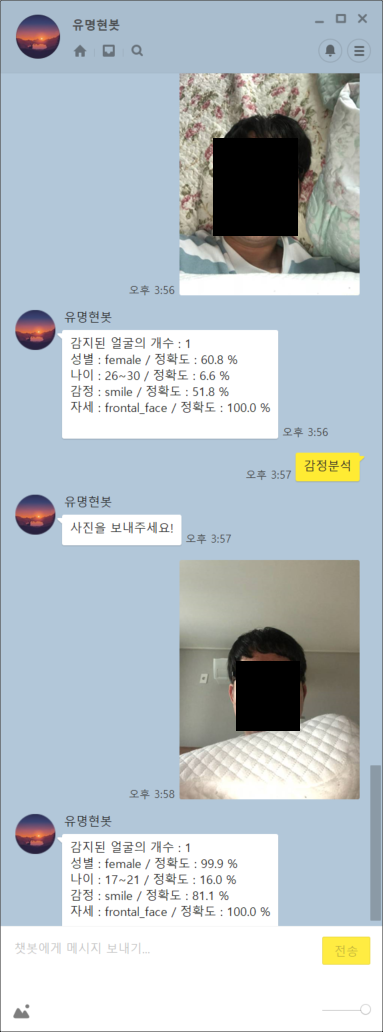 유명현봇
오후 3:56
유명현봇
감지된 얼굴의 개수 : 1
성별 : female / 정확도 : 60.8 %
나이 : 26~30 / 정확도 : 6.6 %
감정 : smile / 정확도 : 51.8 %
자세 : frontal_face / 정확도 : 100.0 %
오후 3:56
오후 3:57
감정분석
유명현봇
사진을 보내주세요!
오후 3:57
오후 3:58
유명현봇
감지된 얼굴의 개수 : 1
성별 : female / 정확도 : 99.9 %
나이 : 17~21 / 정확도 : 16.0 %
감정 : smile / 정확도 : 81.1 %
자세 : frontal_face / 정확도 : 100.0 %
챗봇에게 메시지 보내기...
전송